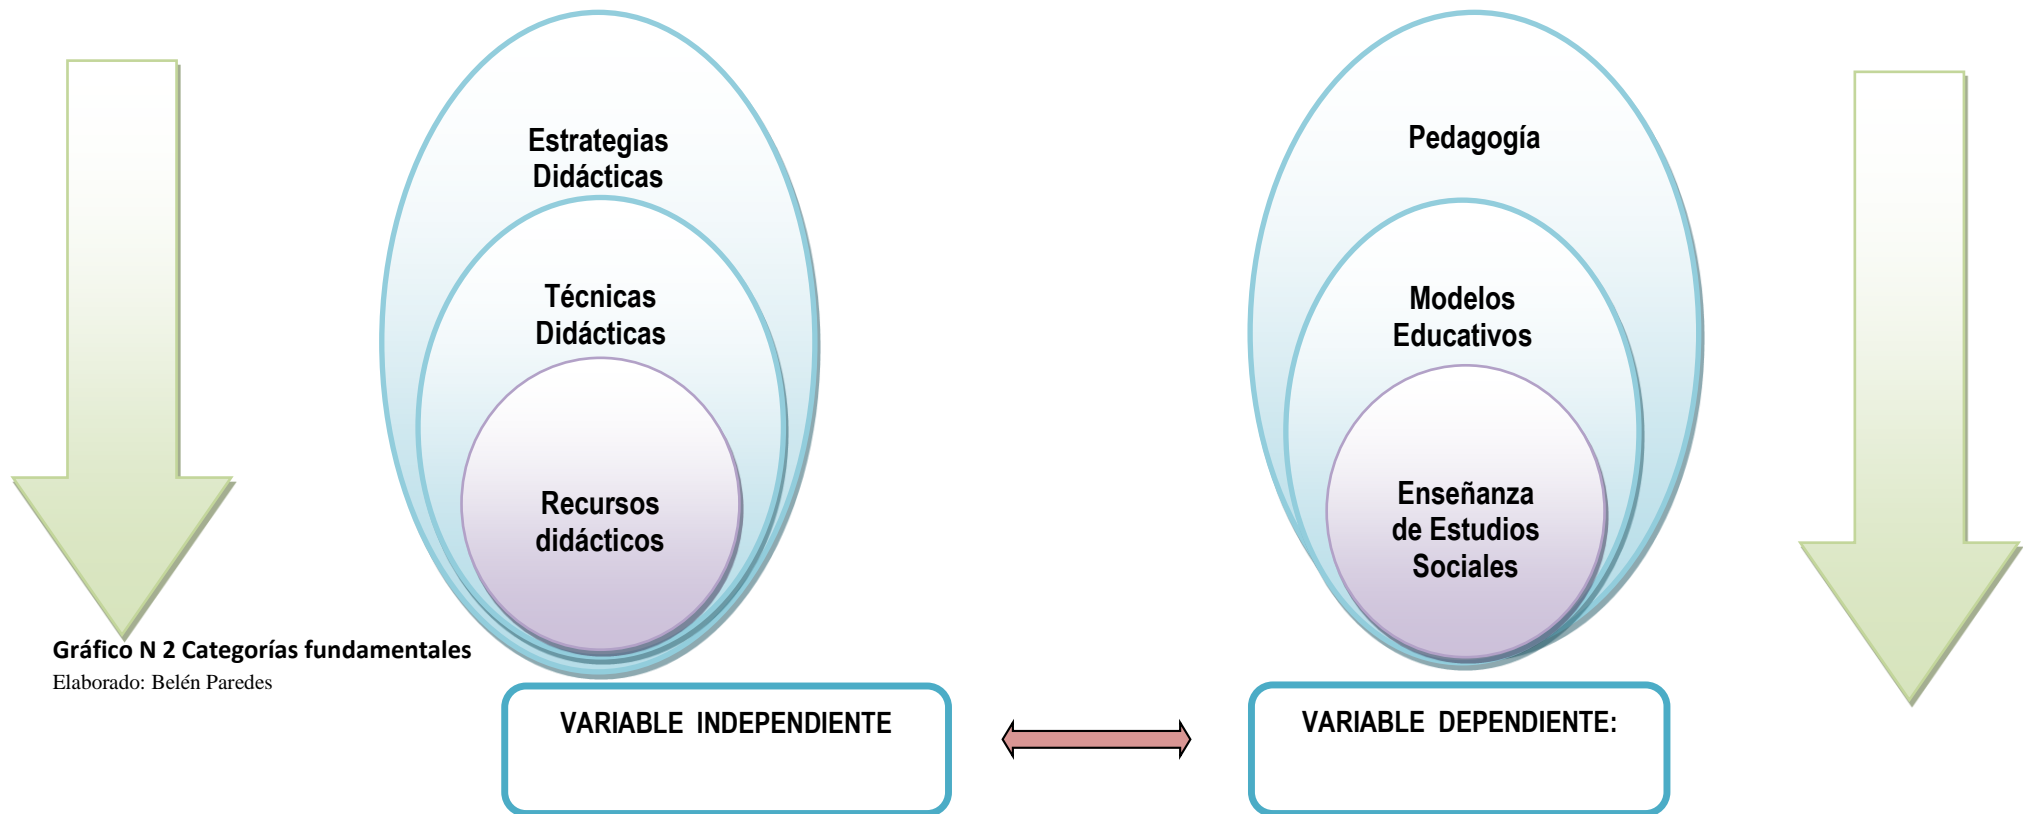 Estrategias
Didácticas
Técnicas
Didácticas
Recursos
didácticos
Pedagogía
Modelos
Educativos
Enseñanza
de Estudios
Sociales
Gráfico N 2 Categorías fundamentales
Elaborado: Belén Paredes
VARIABLE INDEPENDIENTE
VARIABLE DEPENDIENTE: